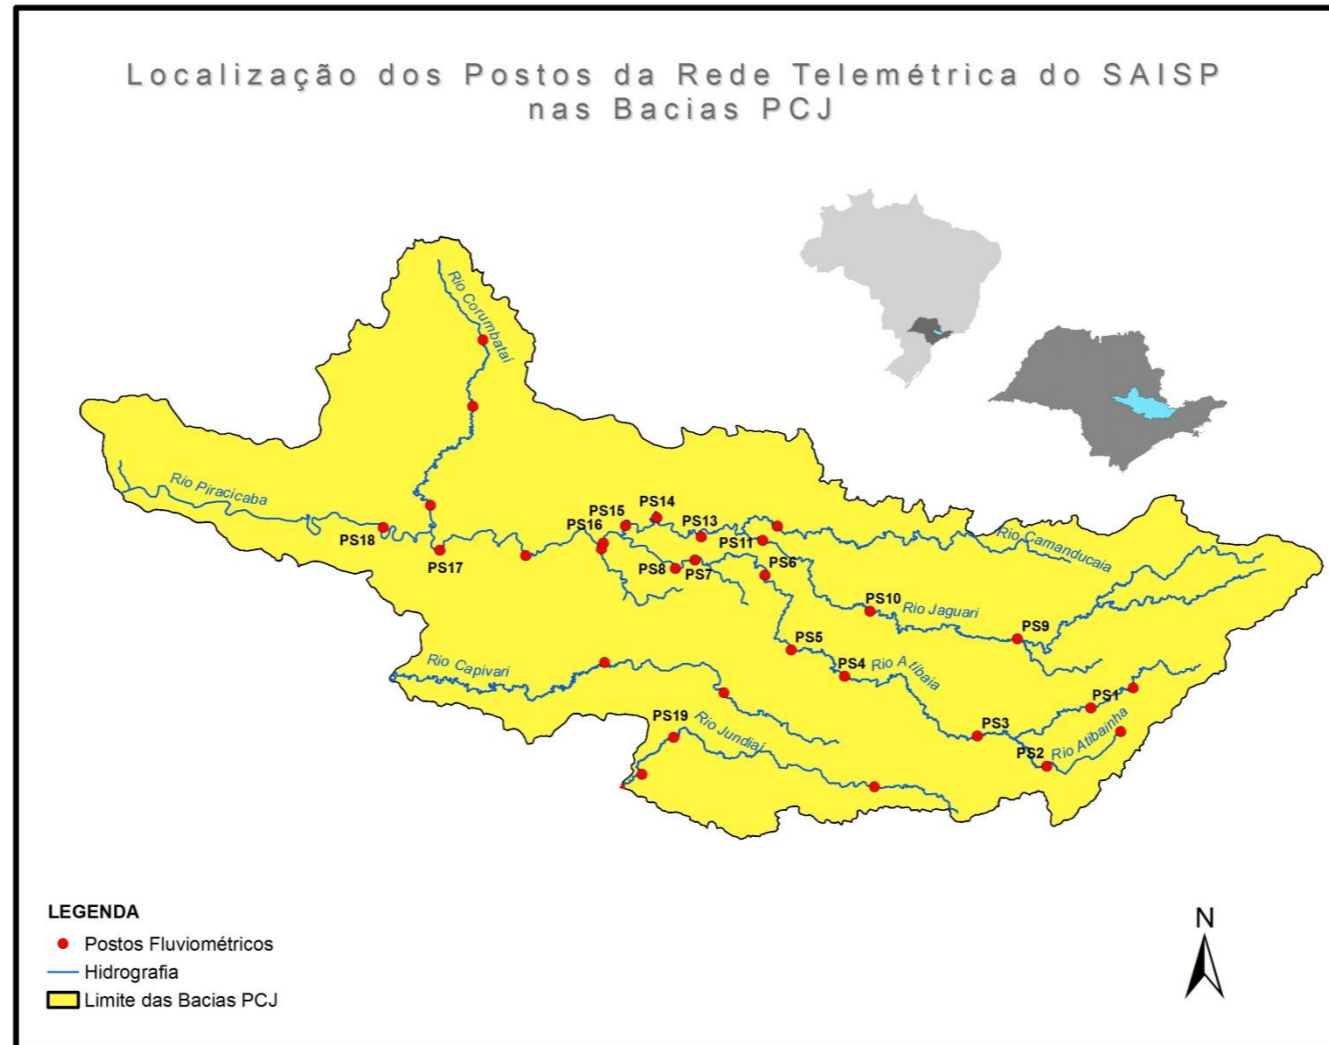 Localização dos Postos da Rede Telemétrica do SAISP
nas Bacias PCJ
Rio Corumbataí
Rio Piracicaba
PS18
PS17
PS16
PS15
PS14
PS13
PS11
PS8
PS7
PS6
Rio Camanducaia
PS10
Rio Jaguari
PS9
PS5
PS4
Rio Atibaia
Rio Capivari
PS19
Rio Jundiaí
PS3
PS1
PS2
Rio Atibainha
LEGENDA
Postos Fluviométricos
Hidrografia
Limite das Bacias PCJ
N